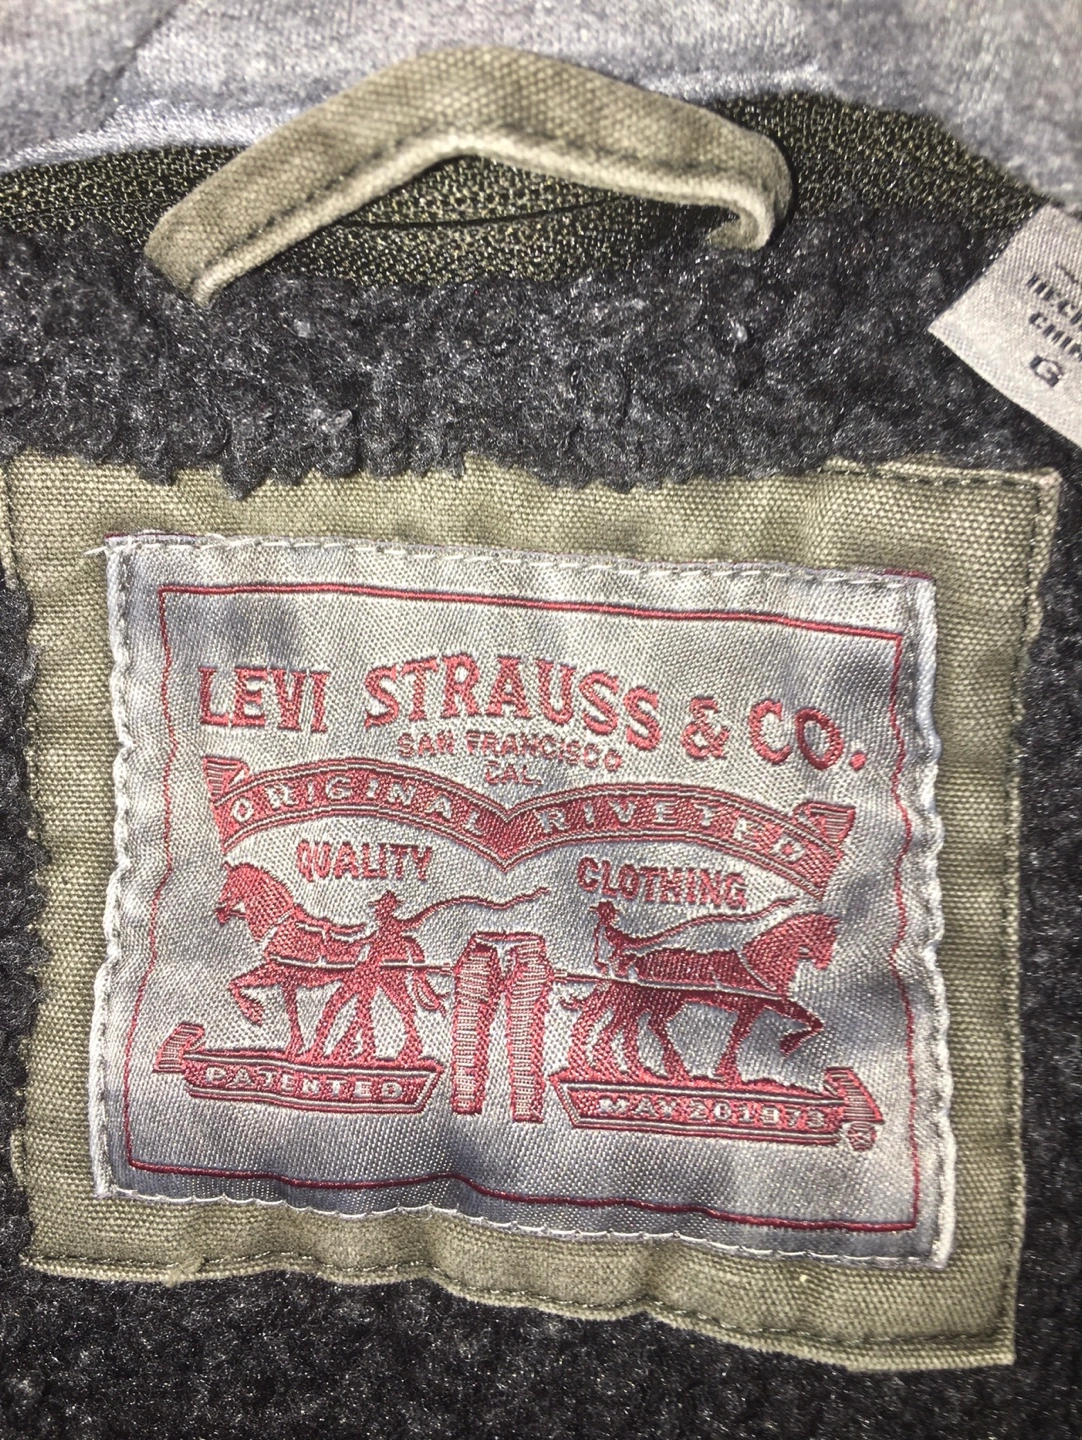 LEVI STRAUSS & CO.
SAN FRANCISCO
CAL.
ORIGINAL RIVETED
QUALITY CLOTHING
PATENTED MAY 20 1873
G